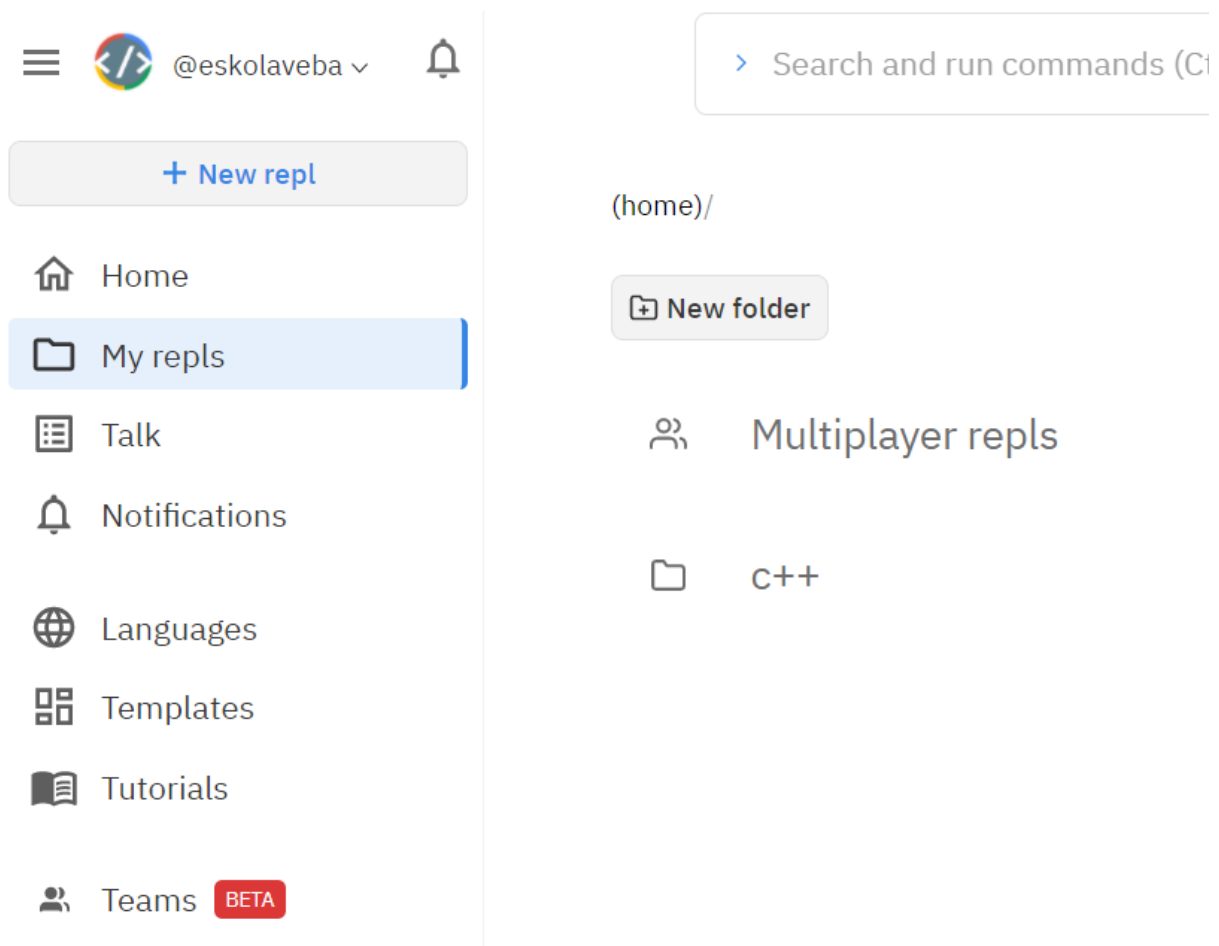 @eskolaveba
+ New repl
Home
My repls
Talk
Notifications
Languages
Templates
Tutorials
Teams BETA
> Search and run commands (Ct
(home)/
New folder
Multiplayer repls
c++